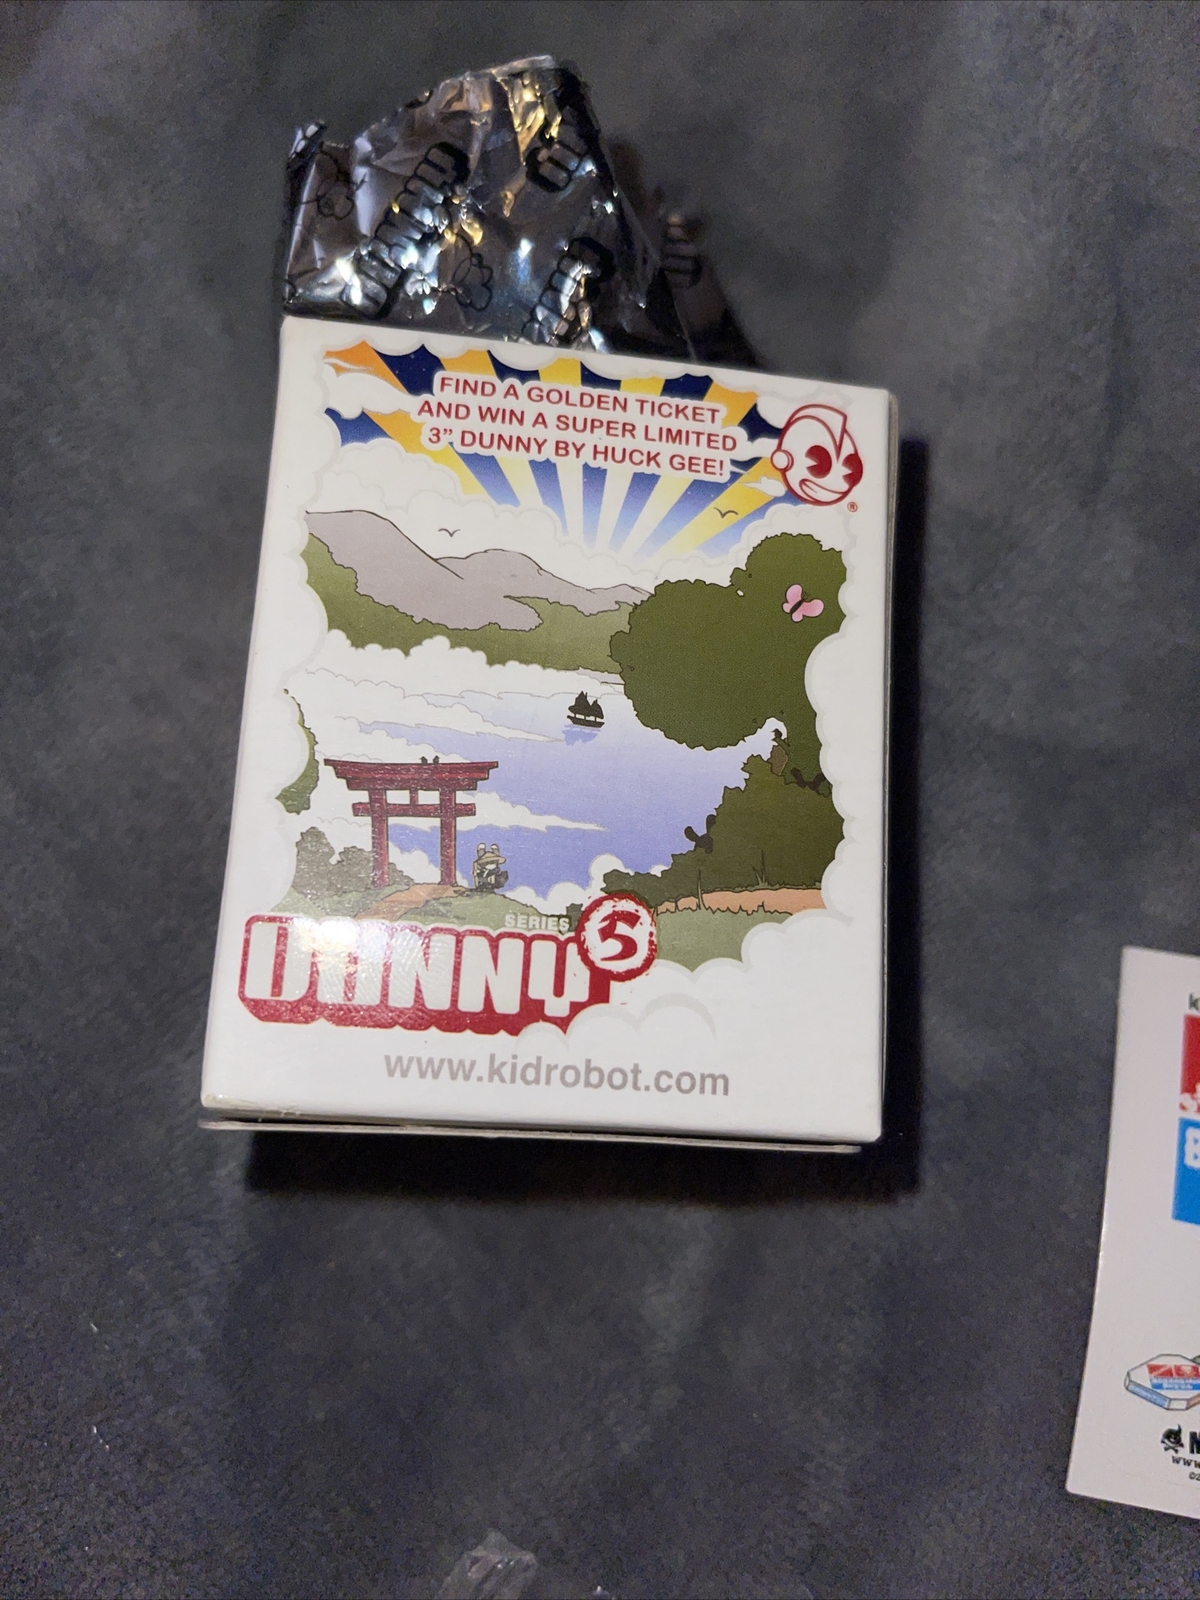 FIND A GOLDEN TICKET
AND WIN A SUPER LIMITED
3” DUNNY BY HUCK GEE!
®
SERIES
DUNNY 5
www.kidrobot.com